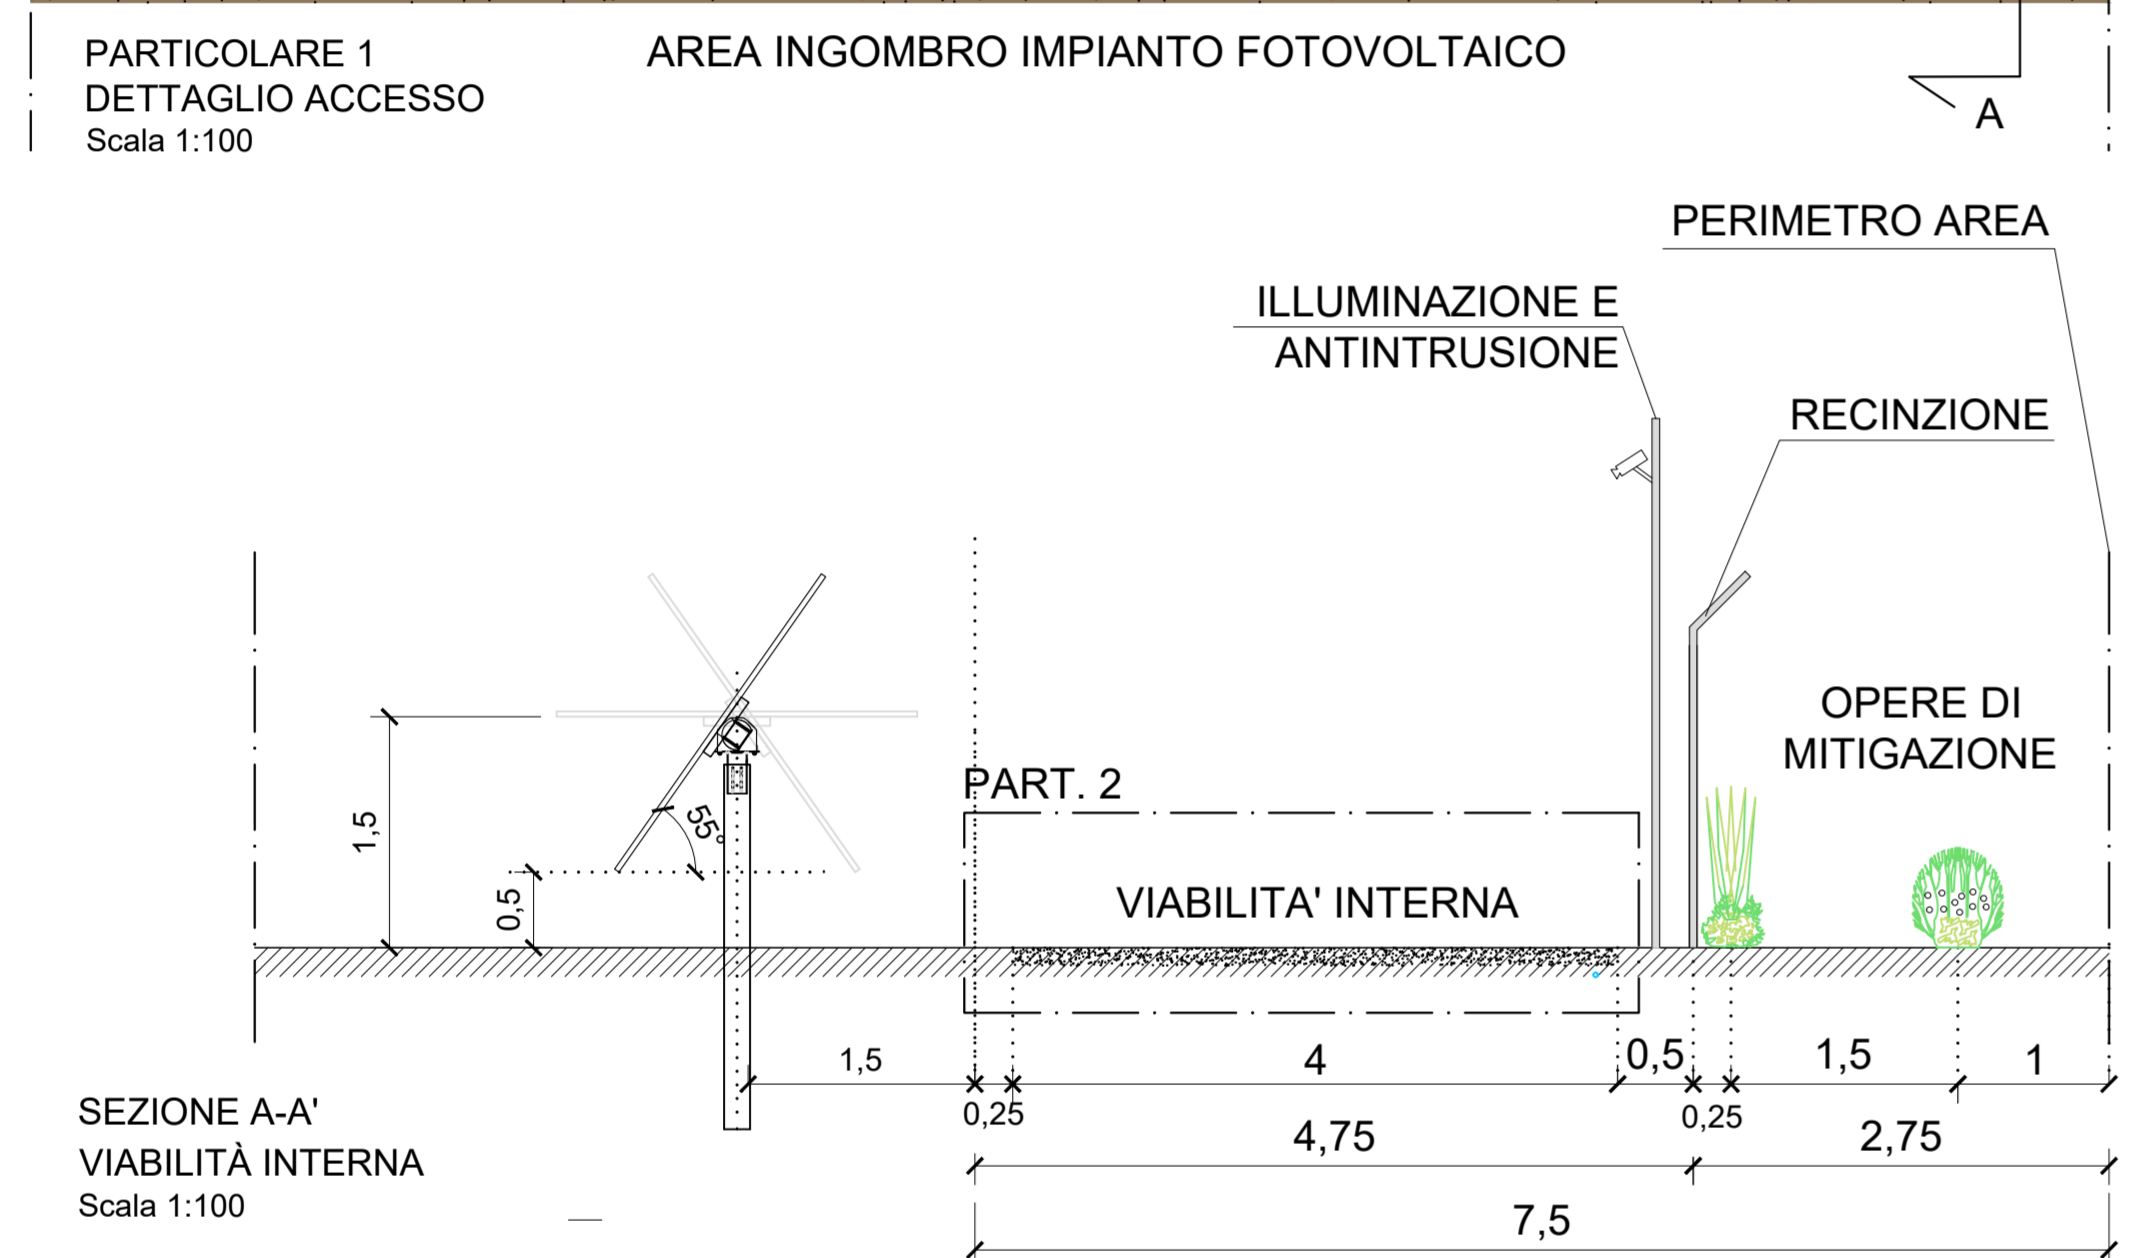 PARTICOLARE 1
DETTAGLIO ACCESSO
Scala 1:100
AREA INGOMBRO IMPIANTO FOTOVOLTAICO
A
PERIMETRO AREA
ILLUMINAZIONE E
ANTINTRUSIONE
RECINZIONE
OPERE DI
MITIGAZIONE
PART. 2
VIABILITA' INTERNA
1,5
0,5
55°
1,5
0,25
4
0,5
0,25
1,5
1
4,75
2,75
7,5
SEZIONE A-A'
VIABILITÀ INTERNA
Scala 1:100